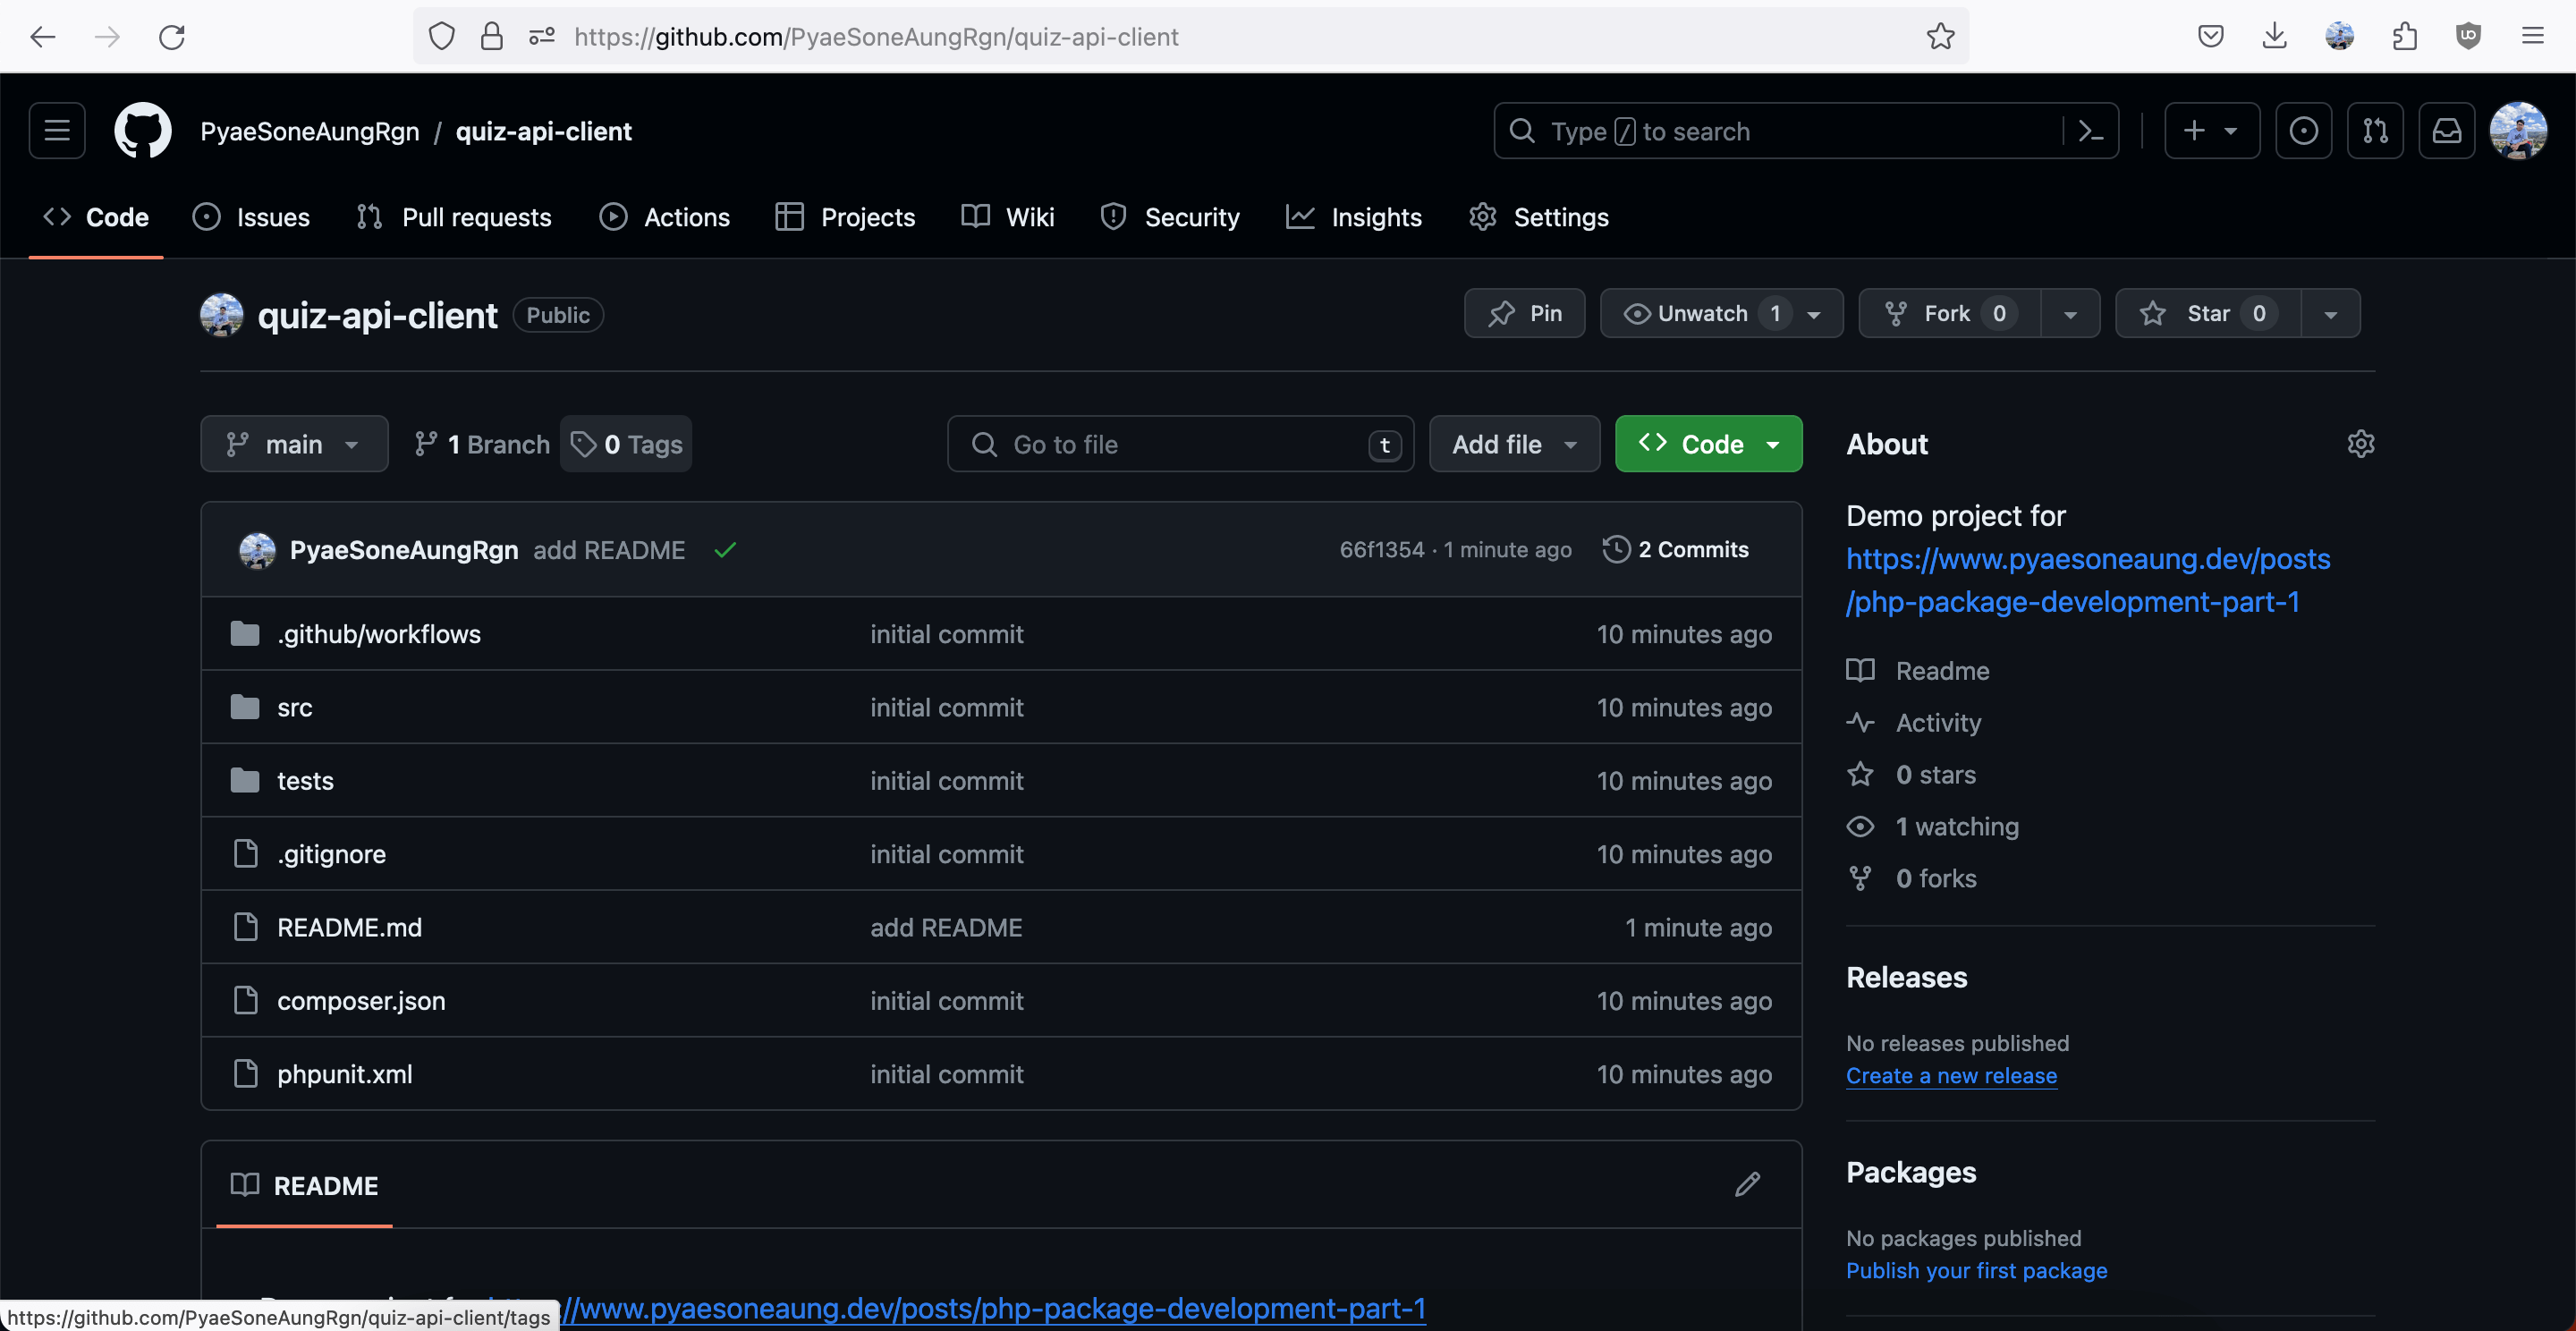 https://github.com/PyaeSoneAungRgn/quiz-api-client
PyaeSoneAungRgn / quiz-api-client
Type / to search
Code Issues Pull requests Actions Projects Wiki Security Insights Settings
quiz-api-client Public
Pin Unwatch 1 Fork 0 Star 0
main 1 Branch 0 Tags Go to file t Add file Code
PyaeSoneAungRgn add README 66f1354 · 1 minute ago 2 Commits
.github/workflows initial commit 10 minutes ago
src initial commit 10 minutes ago
tests initial commit 10 minutes ago
.gitignore initial commit 10 minutes ago
README.md add README 1 minute ago
composer.json initial commit 10 minutes ago
phpunit.xml initial commit 10 minutes ago
README
://www.pyaesoneaung.dev/posts/php-package-development-part-1
About
Demo project for
https://www.pyaesoneaung.dev/posts
/php-package-development-part-1
Readme
Activity
0 stars
1 watching
0 forks
Releases
No releases published
Create a new release
Packages
No packages published
Publish your first package
https://github.com/PyaeSoneAungRgn/quiz-api-client/tags